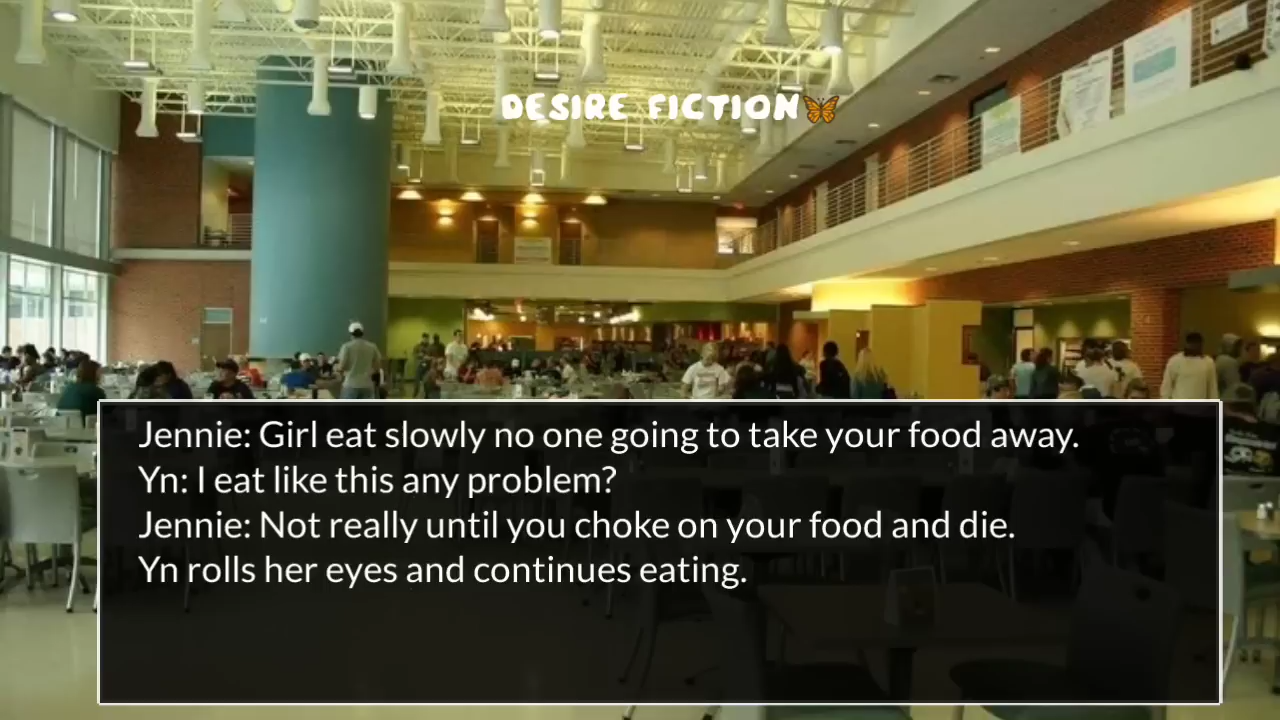 DESIRE FICTION🦋
Jennie: Girl eat slowly no one going to take your food away.
Yn: I eat like this any problem?
Jennie: Not really until you choke on your food and die.
Yn rolls her eyes and continues eating.